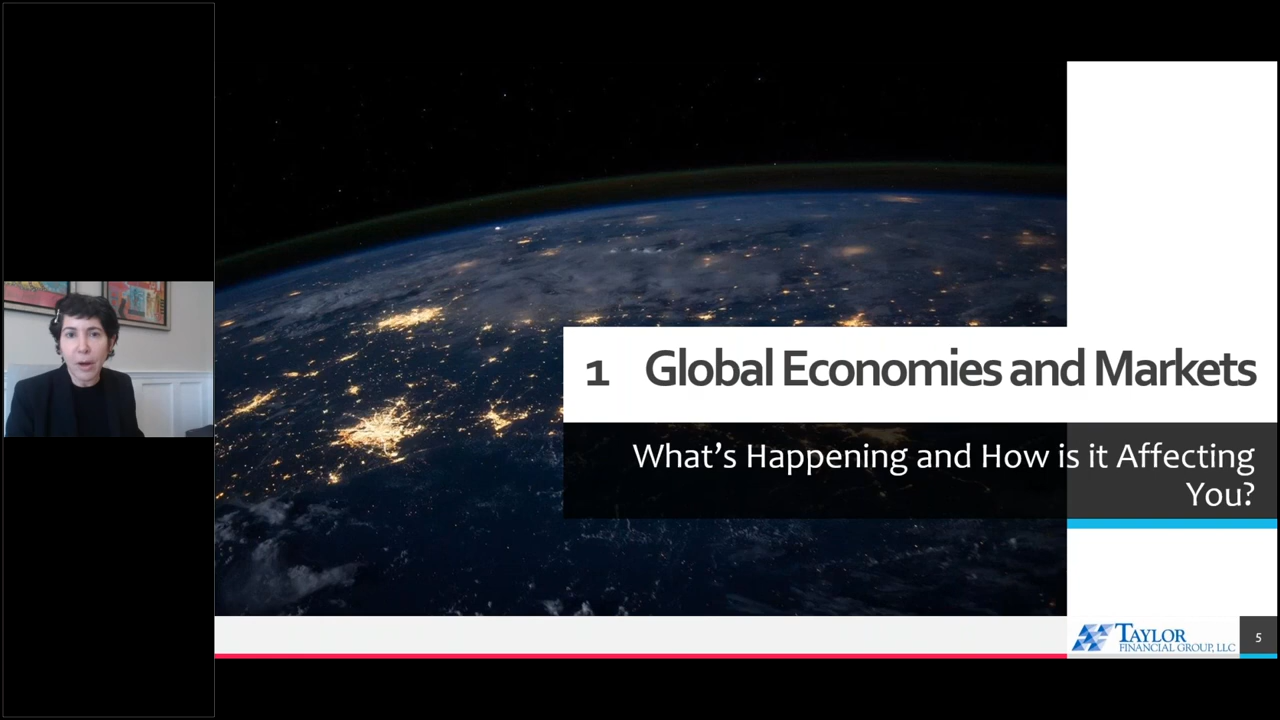 1 Global Economies and Markets
What's Happening and How is it Affecting
You?
TAYLOR
FINANCIAL GROUP, LLC
5